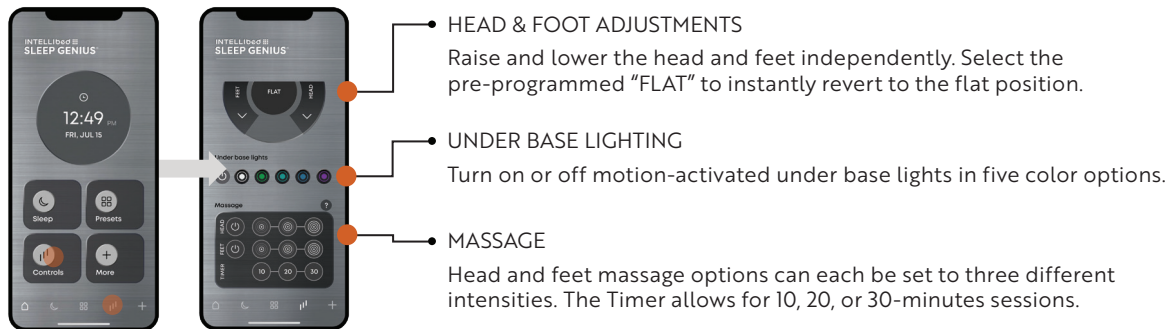 INTELLIbed
SLEEP GENIUS
12:49 PM
FRI, JUL 15
Sleep
Presets
Controls
More
INTELLIbed
SLEEP GENIUS
FEET
FLAT
HEAD
Under base lights
Massage
?
HEAD
FEET
TIMER
10
20
30
HEAD & FOOT ADJUSTMENTS
Raise and lower the head and feet independently. Select the
pre-programmed “FLAT” to instantly revert to the flat position.
UNDER BASE LIGHTING
Turn on or off motion-activated under base lights in five color options.
MASSAGE
Head and feet massage options can each be set to three different
intensities. The Timer allows for 10, 20, or 30-minutes sessions.